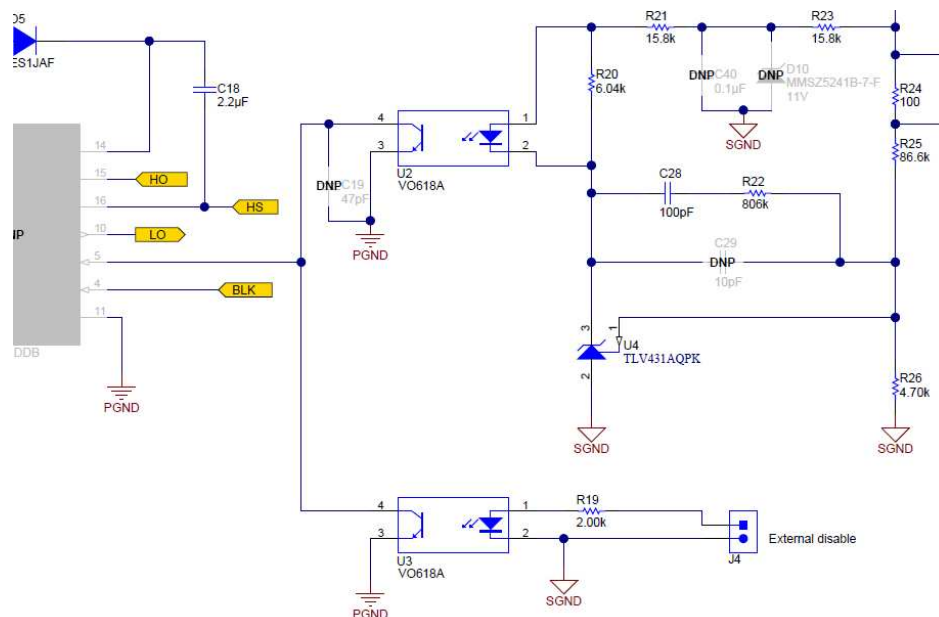 D5
ES1JAF
C18
2.2µF
14
15
HO
16
HS
NP
10
LO
5
4
BLK
11
DDB
PGND
DNP
C19
47pF
4
3
1
2
U2
VO618A
PGND
R20
6.04k
R21
15.8k
R23
15.8k
DNP
C40
0.1µF
DNP
D10
MMSZ5241B-7-F
11V
SGND
R24
100
R25
86.6k
C28
100pF
R22
806k
C29
DNP
10pF
3
1
U4
TLV431AQPK
2
SGND
R26
4.70k
SGND
4
3
1
2
U3
VO618A
PGND
R19
2.00k
SGND
J4
External disable